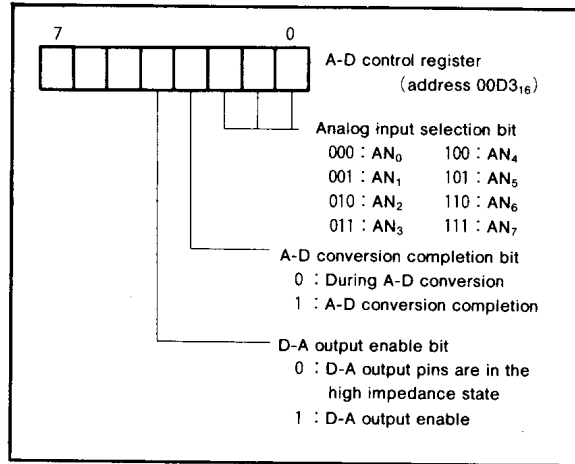 7 0
A-D control register
(address 00D3₁₆)
Analog input selection bit
000 : AN₀ 100 : AN₄
001 : AN₁ 101 : AN₅
010 : AN₂ 110 : AN₆
011 : AN₃ 111 : AN₇
A-D conversion completion bit
0 : During A-D conversion
1 : A-D conversion completion
D-A output enable bit
0 : D-A output pins are in the
high impedance state
1 : D-A output enable